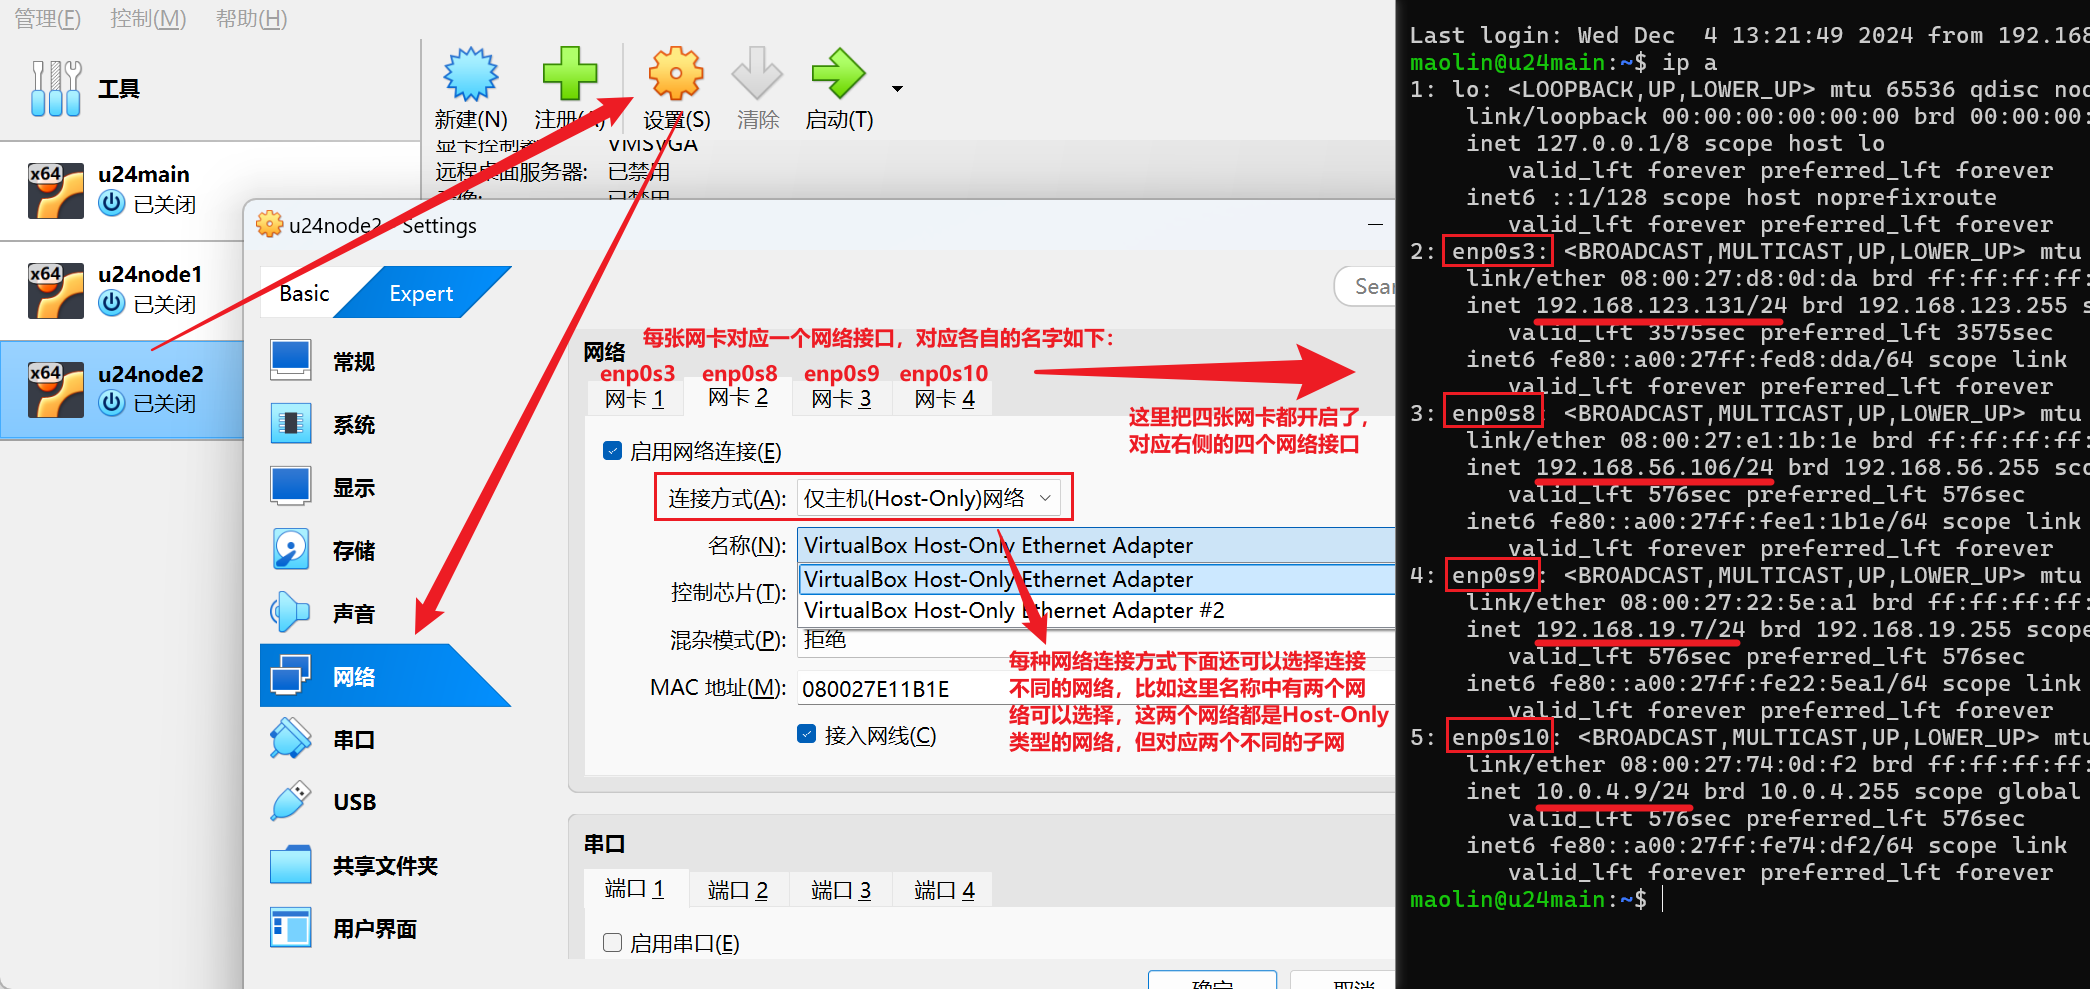 管理(F) 控制(M) 帮助(H)
工具
新建(N) 注册(A) 设置(S) 清除 启动(T)
显卡控制器: VMSVGA
远程桌面服务器: 已禁用
已禁用
u24main
已关闭
u24node1
已关闭
u24node2
已关闭
u24node2 - Settings
Basic Expert
Sear
常规
系统
显示
存储
声音
网络
串口
USB
共享文件夹
用户界面
网络
每张网卡对应一个网络接口，对应各自的名字如下：
enp0s3 enp0s8 enp0s9 enp0s10
网卡 1 网卡 2 网卡 3 网卡 4
这里把四张网卡都开启了，
对应右侧的四个网络接口
启用网络连接(E)
连接方式(A): 仅主机(Host-Only)网络
名称(N): VirtualBox Host-Only Ethernet Adapter
VirtualBox Host-Only Ethernet Adapter
VirtualBox Host-Only Ethernet Adapter #2
控制芯片(T):
混杂模式(P): 拒绝
MAC 地址(M): 080027E11B1E
接入网线(C)
每种网络连接方式下面还可以选择连接
不同的网络，比如这里名称中有两个网
络可以选择，这两个网络都是Host-Only
类型的网络，但对应两个不同的子网
串口
端口 1 端口 2 端口 3 端口 4
启用串口(E)
确定 取消
Last login: Wed Dec  4 13:21:49 2024 from 192.168
maolin@u24main:~$ ip a
1: lo: <LOOPBACK,UP,LOWER_UP> mtu 65536 qdisc noq
link/loopback 00:00:00:00:00:00 brd 00:00:00:
inet 127.0.0.1/8 scope host lo
valid_lft forever preferred_lft forever
inet6 ::1/128 scope host noprefixroute
valid_lft forever preferred_lft forever
2: enp0s3: <BROADCAST,MULTICAST,UP,LOWER_UP> mtu
link/ether 08:00:27:d8:0d:da brd ff:ff:ff:ff:
inet 192.168.123.131/24 brd 192.168.123.255 s
valid_lft 3575sec preferred_lft 3575sec
inet6 fe80::a00:27ff:fed8:dda/64 scope link
valid_lft forever preferred_lft forever
3: enp0s8: <BROADCAST,MULTICAST,UP,LOWER_UP> mtu
link/ether 08:00:27:e1:1b:1e brd ff:ff:ff:ff:
inet 192.168.56.106/24 brd 192.168.56.255 sco
valid_lft 576sec preferred_lft 576sec
inet6 fe80::a00:27ff:fee1:1b1e/64 scope link
valid_lft forever preferred_lft forever
4: enp0s9: <BROADCAST,MULTICAST,UP,LOWER_UP> mtu
link/ether 08:00:27:22:5e:a1 brd ff:ff:ff:ff:
inet 192.168.19.7/24 brd 192.168.19.255 scope
valid_lft 576sec preferred_lft 576sec
inet6 fe80::a00:27ff:fe22:5ea1/64 scope link
valid_lft forever preferred_lft forever
5: enp0s10: <BROADCAST,MULTICAST,UP,LOWER_UP> mtu
link/ether 08:00:27:74:0d:f2 brd ff:ff:ff:ff:
inet 10.0.4.9/24 brd 10.0.4.255 scope global
valid_lft 576sec preferred_lft 576sec
inet6 fe80::a00:27ff:fe74:df2/64 scope link
valid_lft forever preferred_lft forever
maolin@u24main:~$